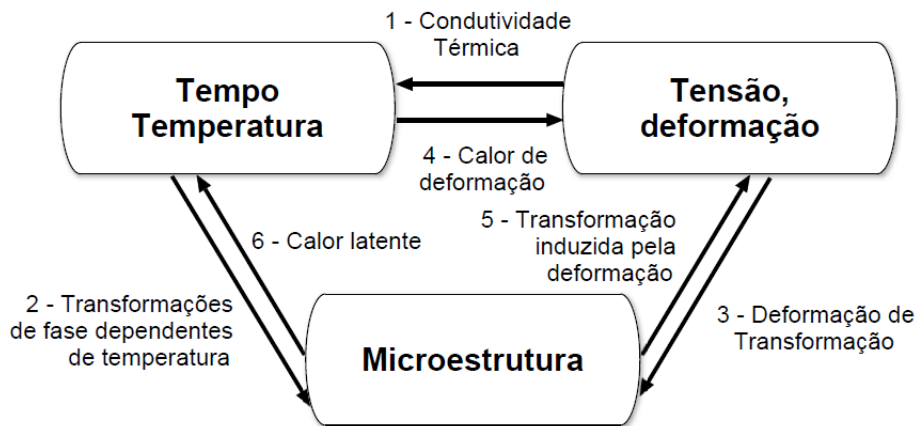 1 - Condutividade
Térmica
Tempo
Temperatura
Tensão,
deformação
4 - Calor de
deformação
6 - Calor latente
5 - Transformação
induzida pela
deformação
2 - Transformações
de fase dependentes
de temperatura
3 - Deformação de
Transformação
Microestrutura